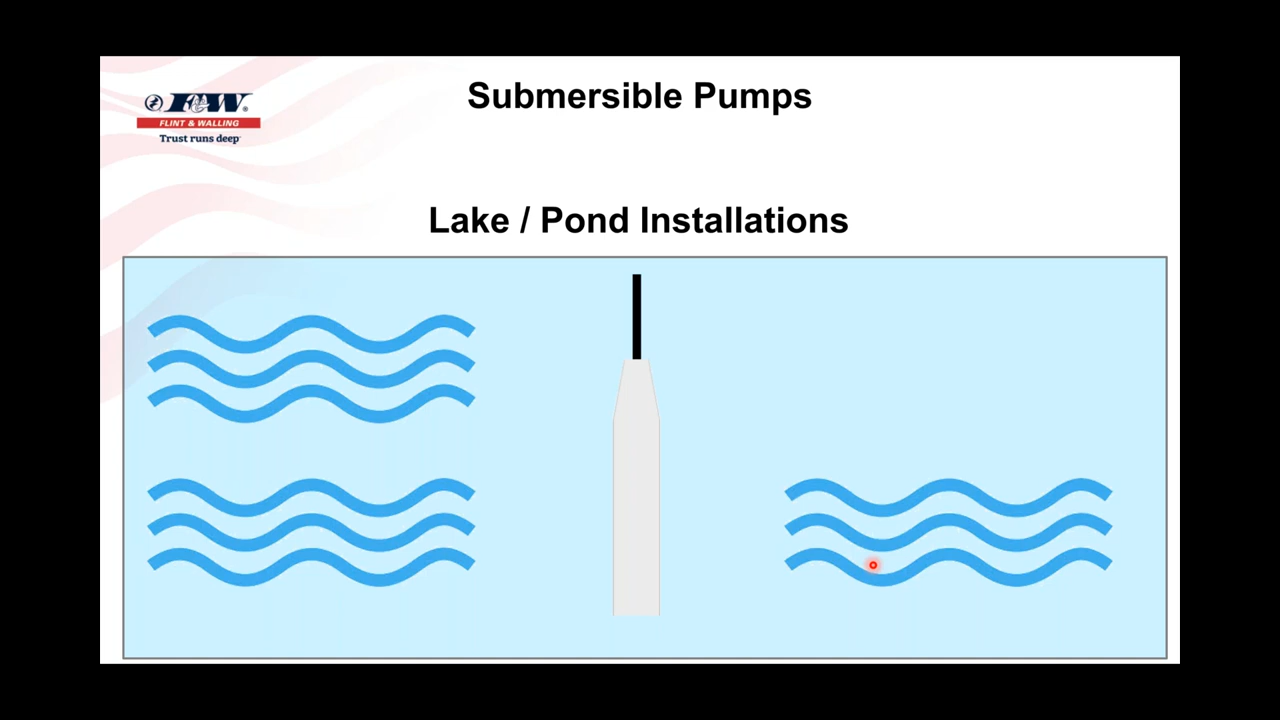 F&W®
FLINT & WALLING
Trust runs deep
Submersible Pumps
Lake / Pond Installations